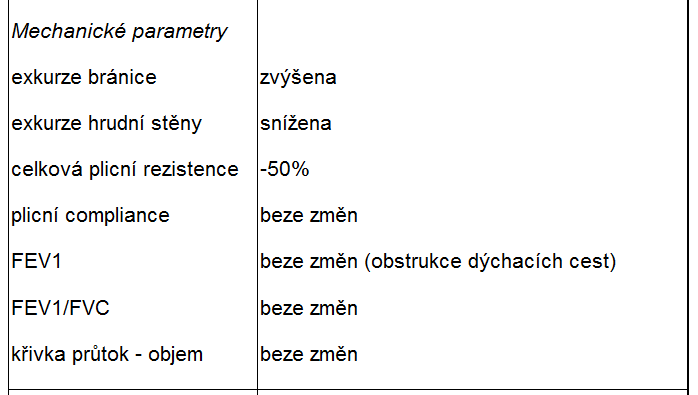 Mechanické parametry
exkurze bránice zvýšena
exkurze hrudní stěny snížena
celková plicní rezistence -50%
plicní compliance beze změn
FEV1 beze změn (obstrukce dýchacích cest)
FEV1/FVC beze změn
křivka průtok - objem beze změn